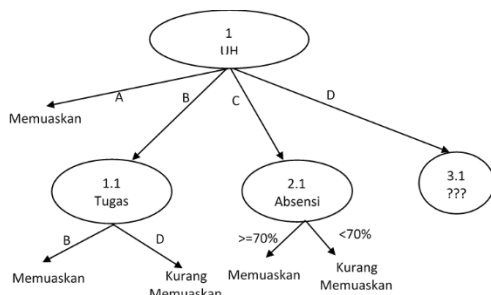 1
UH
A
B
C
D
Memuaskan
1.1
Tugas
2.1
Absensi
3.1
???
B
D
>=70%
<70%
Memuaskan
Kurang
Memuaskan
Memuaskan
Kurang
Memuaskan